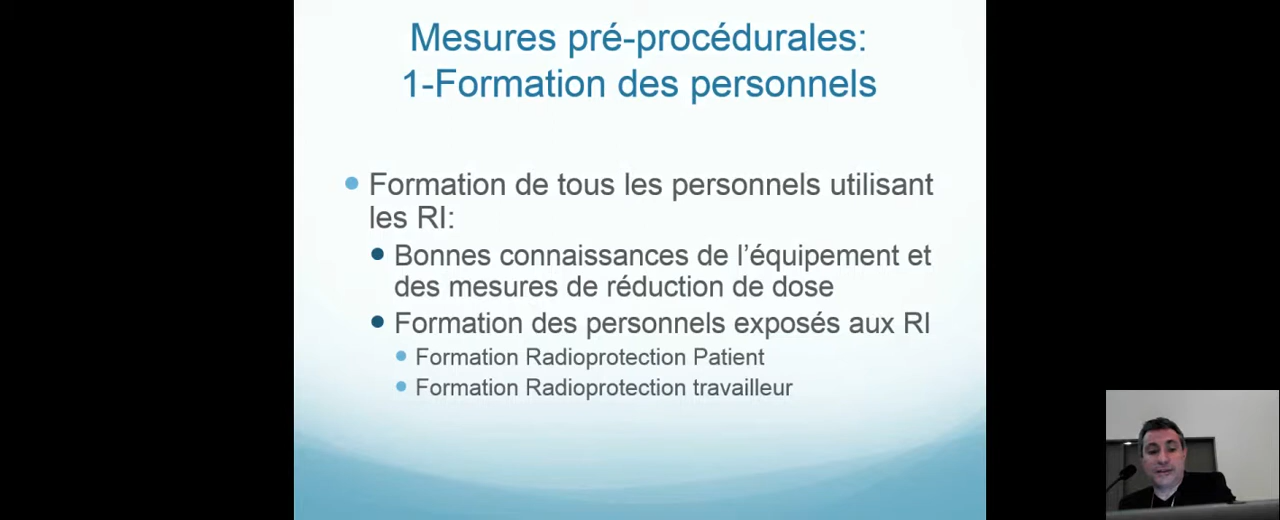 Mesures pré-procédurales:
1-Formation des personnels
Formation de tous les personnels utilisant
les RI:
Bonnes connaissances de l’équipement et
des mesures de réduction de dose
Formation des personnels exposés aux RI
Formation Radioprotection Patient
Formation Radioprotection travailleur